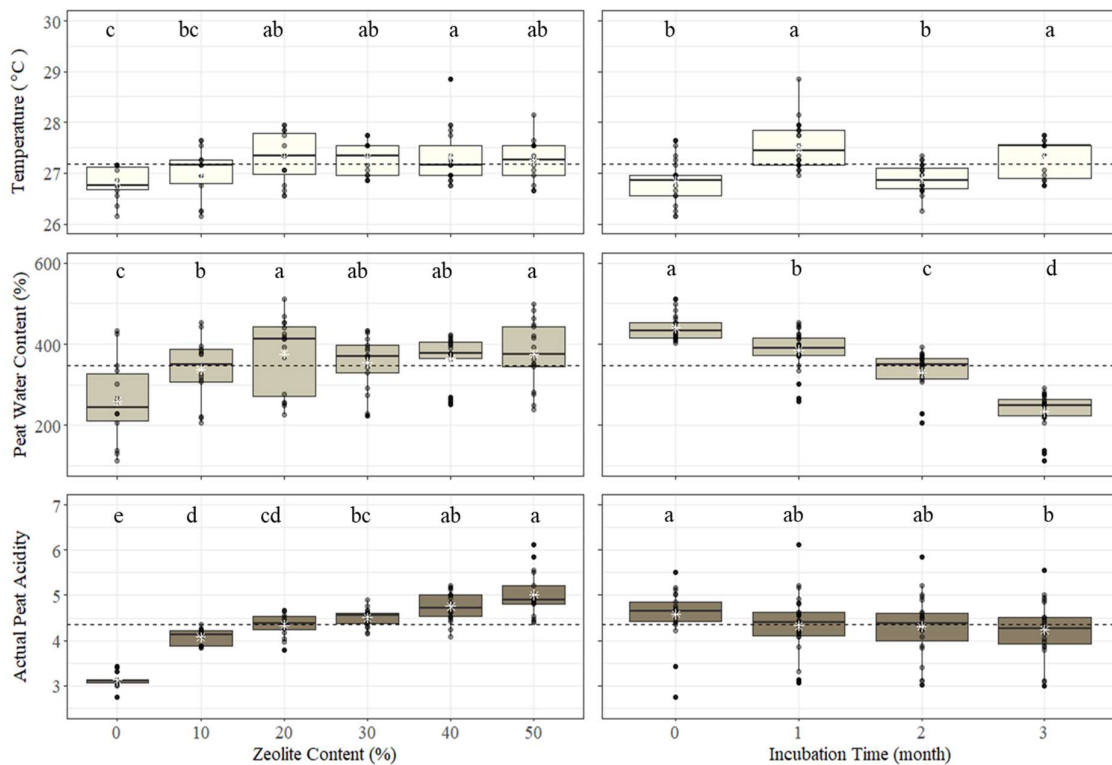 30
29
28
27
26
Temperature (°C)
c bc ab ab a ab
b a b a
600
400
200
Peat Water Content (%)
c b a ab ab a
a b c d
7
6
5
4
3
Actual Peat Acidity
e d cd bc ab a
a ab ab b
0 10 20 30 40 50
Zeolite Content (%)
0 1 2 3
Incubation Time (month)